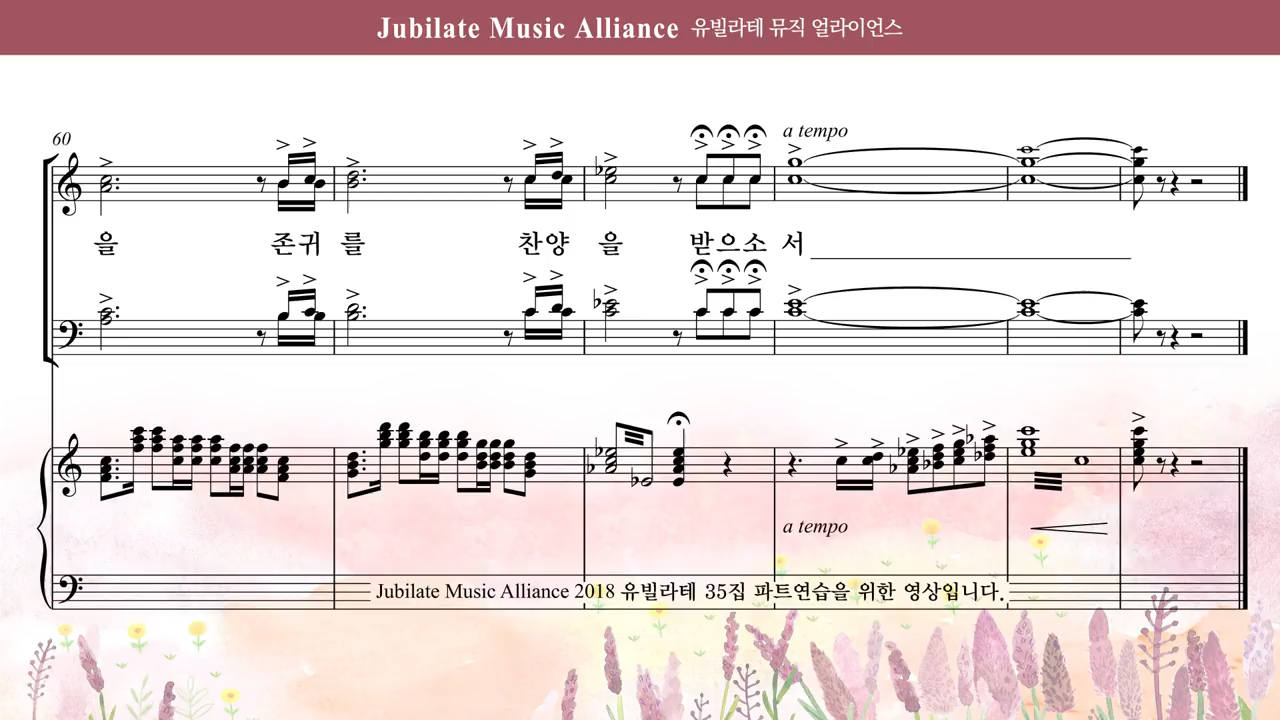 Jubilate Music Alliance 유빌라테 뮤직 얼라이언스
60
a tempo
을 존귀 를 찬양 을 받으소 서
a tempo
Jubilate Music Alliance 2018 유빌라테 35집 파트연습을 위한 영상입니다.